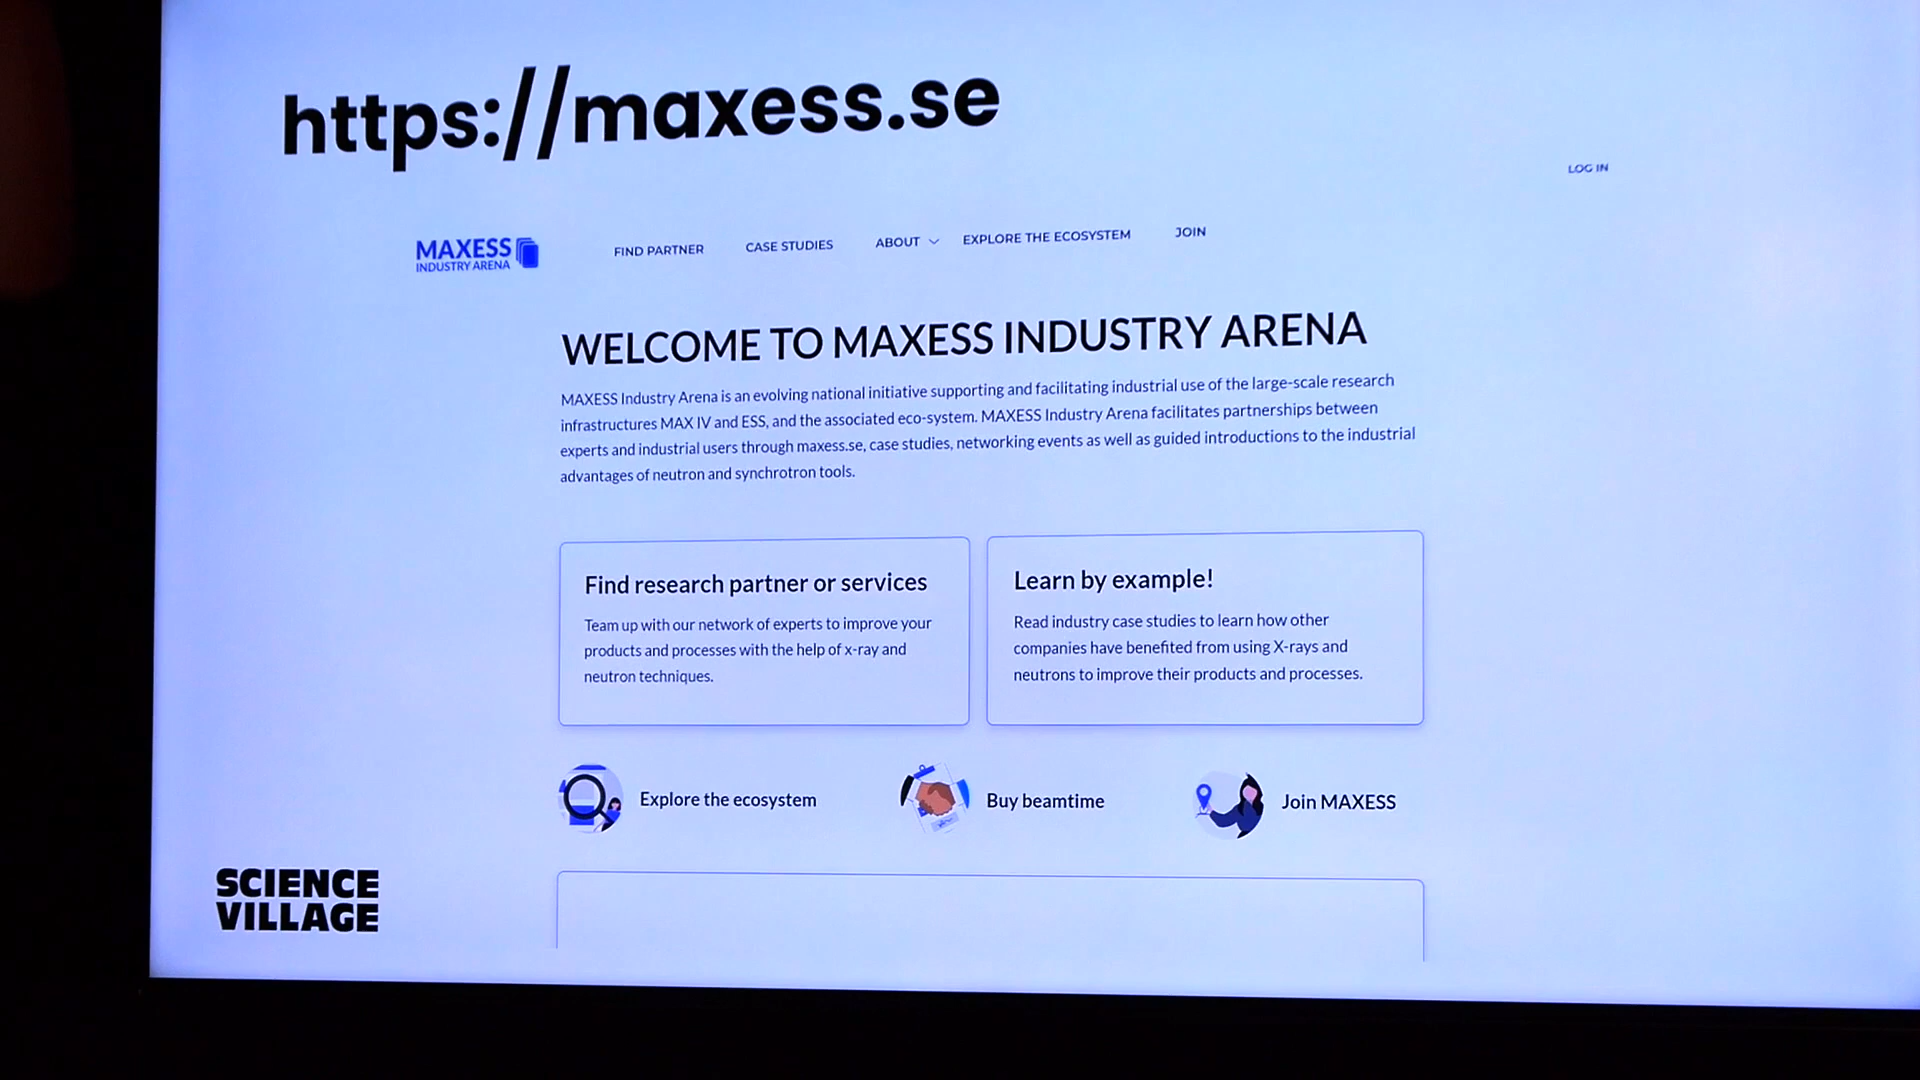 https://maxess.se
LOG IN
MAXESS
INDUSTRY ARENA
FIND PARTNER
CASE STUDIES
ABOUT
EXPLORE THE ECOSYSTEM
JOIN
WELCOME TO MAXESS INDUSTRY ARENA
MAXESS Industry Arena is an evolving national initiative supporting and facilitating industrial use of the large-scale research
infrastructures MAX IV and ESS, and the associated eco-system. MAXESS Industry Arena facilitates partnerships between
experts and industrial users through maxess.se, case studies, networking events as well as guided introductions to the industrial
advantages of neutron and synchrotron tools.
Find research partner or services
Team up with our network of experts to improve your
products and processes with the help of x-ray and
neutron techniques.
Learn by example!
Read industry case studies to learn how other
companies have benefited from using X-rays and
neutrons to improve their products and processes.
Explore the ecosystem
Buy beamtime
Join MAXESS
SCIENCE
VILLAGE